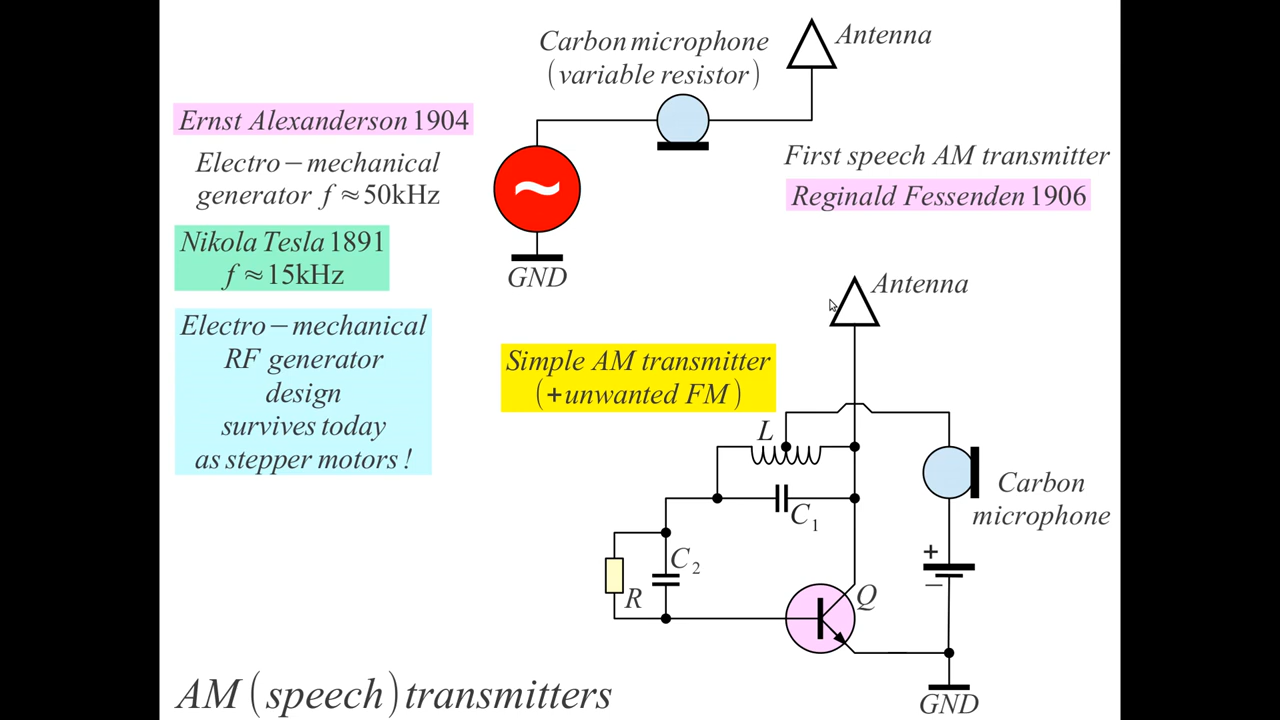 Carbon microphone
(variable resistor)
Antenna
Ernst Alexanderson 1904
Electro−mechanical
generator f ≈ 50kHz
Nikola Tesla 1891
f ≈ 15kHz
Electro−mechanical
RF generator
design
survives today
as stepper motors !
~
GND
First speech AM transmitter
Reginald Fessenden 1906
Antenna
Simple AM transmitter
(+unwanted FM)
L
C1
C2
R
Q
Carbon
microphone
+
−
GND
AM (speech) transmitters